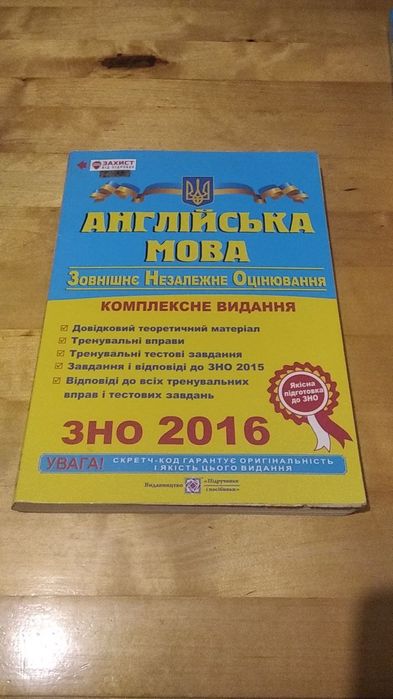 ЗАХИСТ
ВІД ПІДРОБОК
АНГЛІЙСЬКА
МОВА
ЗОВНІШНЄ НЕЗАЛЕЖНЕ ОЦІНЮВАННЯ
КОМПЛЕКСНЕ ВИДАННЯ
Довідковий теоретичний матеріал
Тренувальні вправи
Тренувальні тестові завдання
Завдання і відповіді до ЗНО 2015
Відповіді до всіх тренувальних
вправ і тестових завдань
Якісна
підготовка
до ЗНО
ЗНО 2016
УВАГА!
СКРЕТЧ-КОД ГАРАНТУЄ ОРИГІНАЛЬНІСТЬ
І ЯКІСТЬ ЦЬОГО ВИДАННЯ
Видавництво
«Підручники
і посібники»